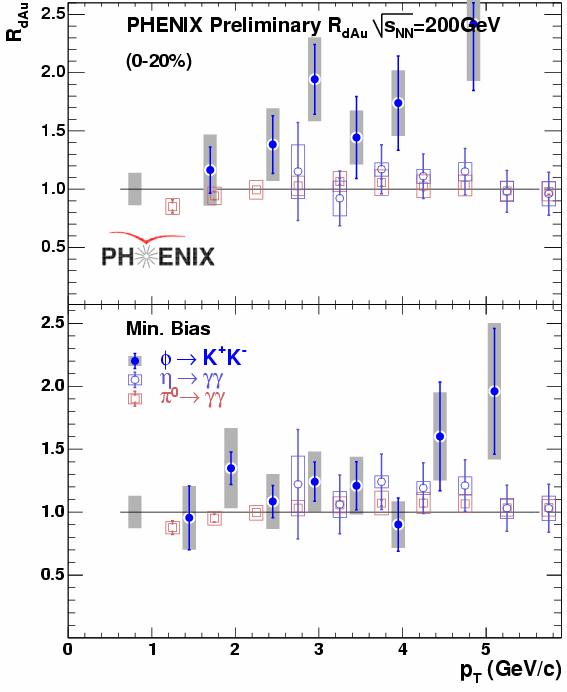 R_dAu
PHENIX Preliminary R_dAu √s_NN=200GeV
(0-20%)
2.5
2.0
1.5
1.0
0.5
PH ENIX
Min. Bias
ϕ → K⁺K⁻
η → γγ
π⁰ → γγ
2.5
2.0
1.5
1.0
0.5
0 1 2 3 4 5
p_T (GeV/c)